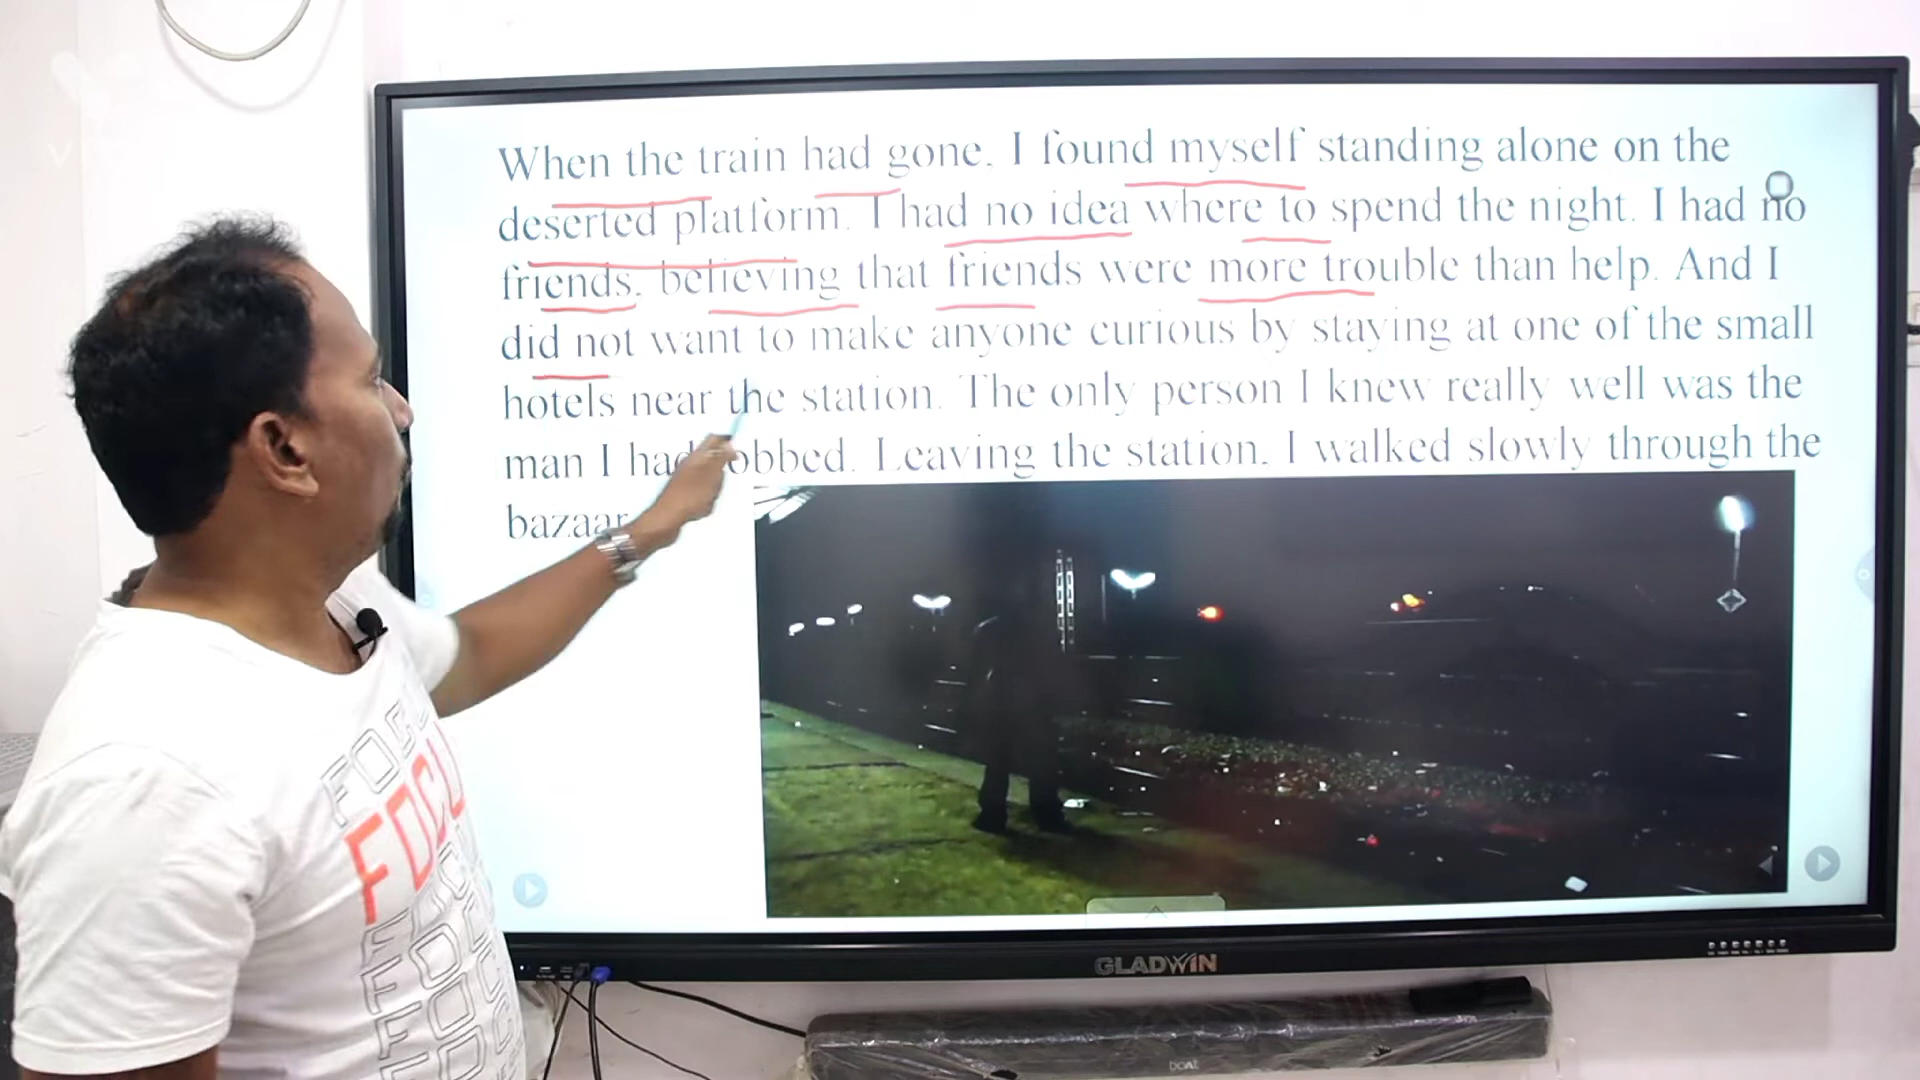 When the train had gone, I found myself standing alone on the
deserted platform. I had no idea where to spend the night. I had no
friends, believing that friends were more trouble than help. And I
did not want to make anyone curious by staying at one of the small
hotels near the station. The only person I knew really well was the
man I had robbed. Leaving the station, I walked slowly through the
bazaar
FOCU
FOCU
GLADWIN
boAt